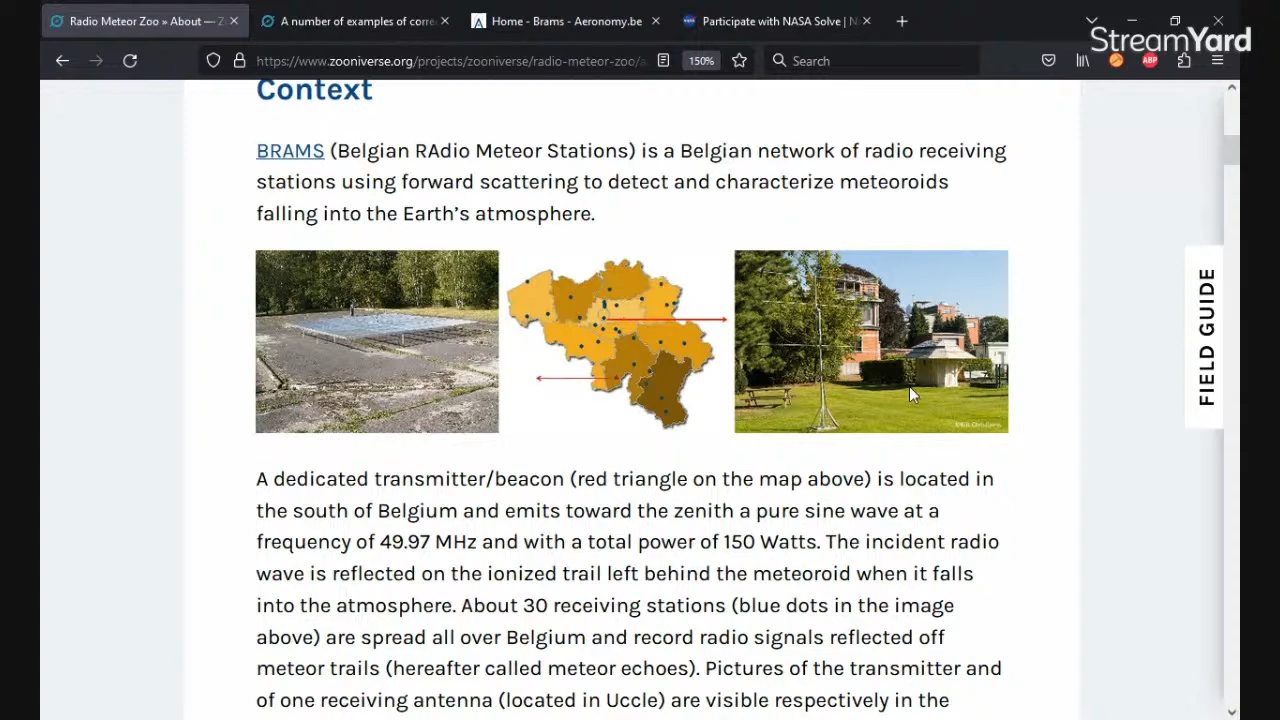 Radio Meteor Zoo » About — Z
A number of examples of corre
Home - Brams - Aeronomy.be
Participate with NASA Solve | N
StreamYard
https://www.zooniverse.org/projects/zooniverse/radio-meteor-zoo/a
150%
Search
ABP
Context
BRAMS (Belgian RAdio Meteor Stations) is a Belgian network of radio receiving
stations using forward scattering to detect and characterize meteoroids
falling into the Earth’s atmosphere.
FIELD GUIDE
A dedicated transmitter/beacon (red triangle on the map above) is located in
the south of Belgium and emits toward the zenith a pure sine wave at a
frequency of 49.97 MHz and with a total power of 150 Watts. The incident radio
wave is reflected on the ionized trail left behind the meteoroid when it falls
into the atmosphere. About 30 receiving stations (blue dots in the image
above) are spread all over Belgium and record radio signals reflected off
meteor trails (hereafter called meteor echoes). Pictures of the transmitter and
of one receiving antenna (located in Uccle) are visible respectively in the